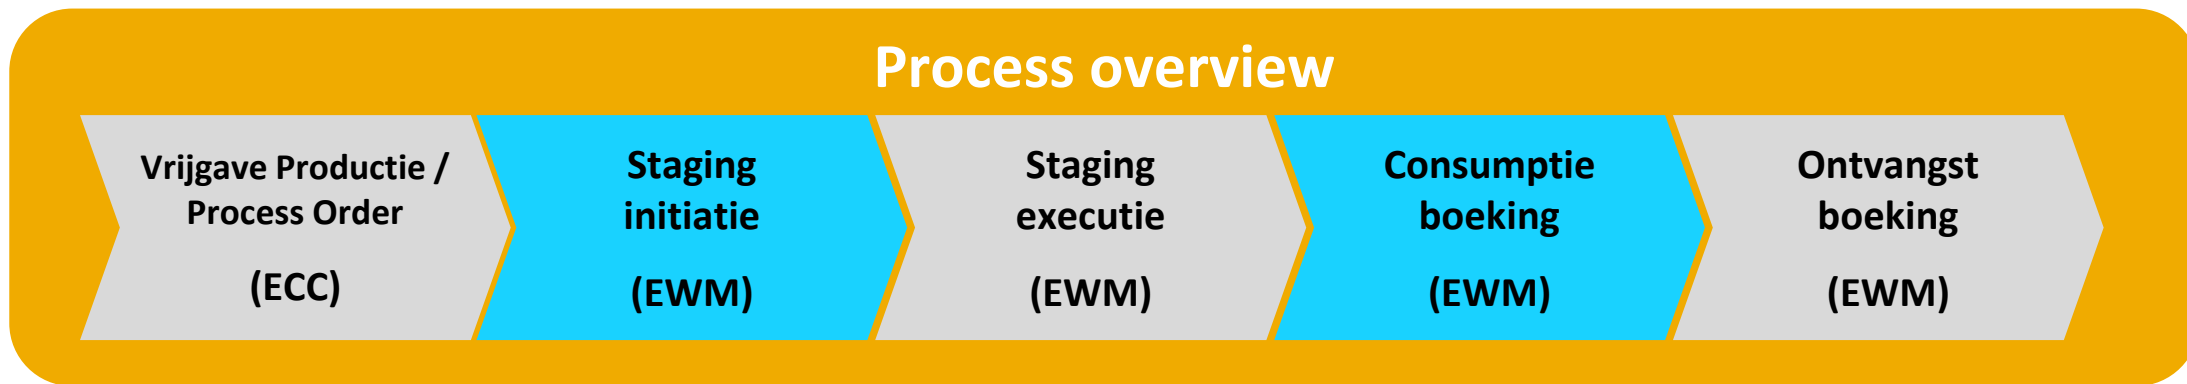 Process overview
Vrijgave Productie /
Process Order
(ECC)
Staging
initiatie
(EWM)
Staging
executie
(EWM)
Consumptie
boeking
(EWM)
Ontvangst
boeking
(EWM)